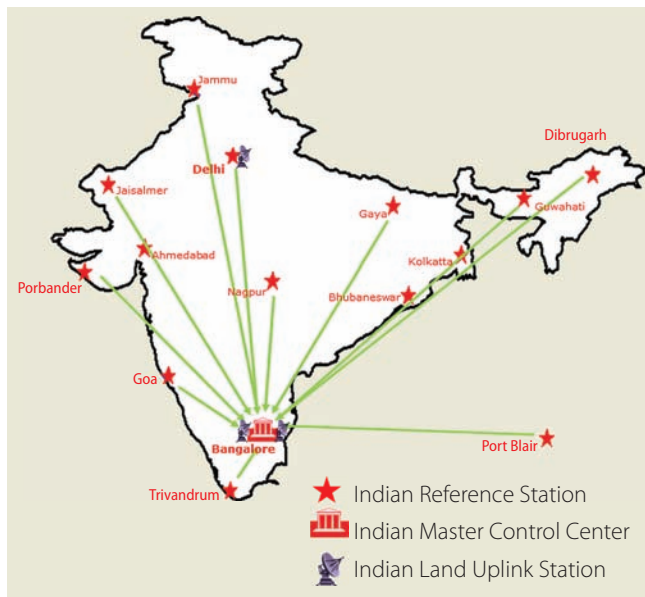 Jammu
Dibrugarh
Delhi
Jaisalmer
Guwahati
Gaya
Ahmedabad
Kolkatta
Porbander
Nagpur
Bhubaneswar
Goa
Bangalore
Port Blair
Trivandrum
Indian Reference Station
Indian Master Control Center
Indian Land Uplink Station